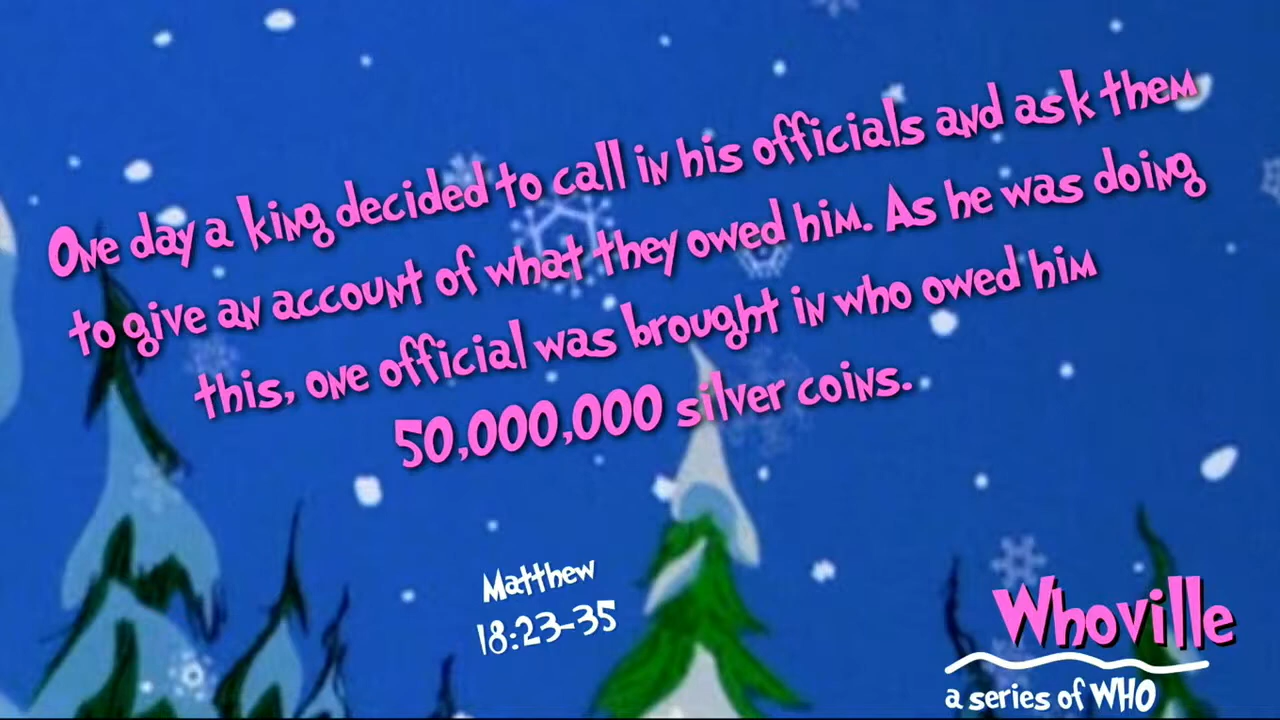 One day a king decided to call in his officials and ask them
to give an account of what they owed him. As he was doing
this, one official was brought in who owed him
50,000,000 silver coins.
Matthew
18:23-35
Whoville
a series of WHO